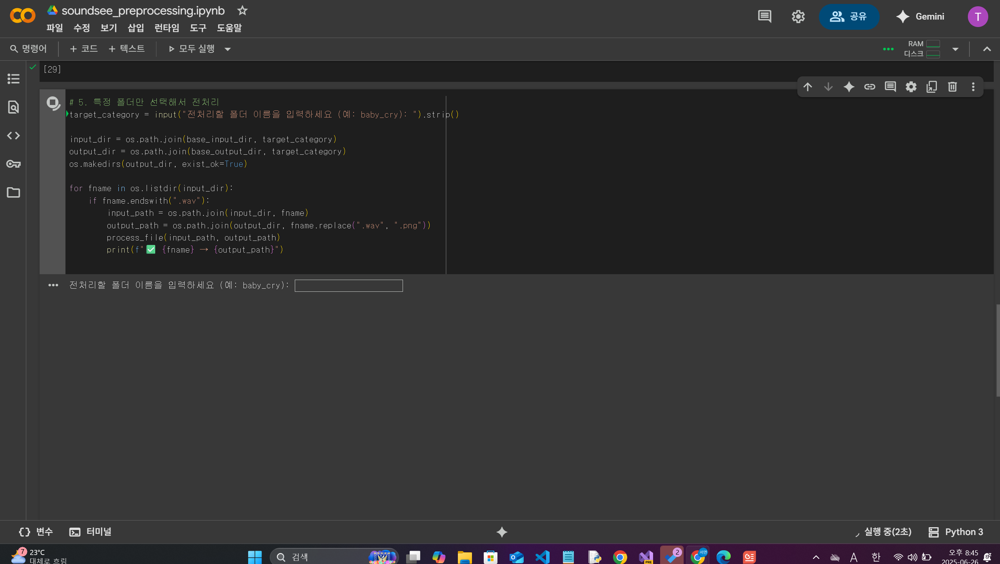 soundsee_preprocessing.ipynb
파일 수정 보기 삽입 런타임 도구 도움말
공유
Gemini
T
명령어
+ 코드
+ 텍스트
모두 실행
RAM
디스크
[29]
# 5. 특정 폴더만 선택해서 전처리
target_category = input("전처리할 폴더 이름을 입력하세요 (예: baby_cry): ").strip()
input_dir = os.path.join(base_input_dir, target_category)
output_dir = os.path.join(base_output_dir, target_category)
os.makedirs(output_dir, exist_ok=True)
for fname in os.listdir(input_dir):
    if fname.endswith(".wav"):
        input_path = os.path.join(input_dir, fname)
        output_path = os.path.join(output_dir, fname.replace(".wav", ".png"))
        process_file(input_path, output_path)
        print(f"✅ {fname} → {output_path}")
전처리할 폴더 이름을 입력하세요 (예: baby_cry):
변수
터미널
실행 중(2초)
Python 3
7
23°C
대체로 흐림
검색
PRE
2
서연
A
한
오후 8:45
2025-06-26